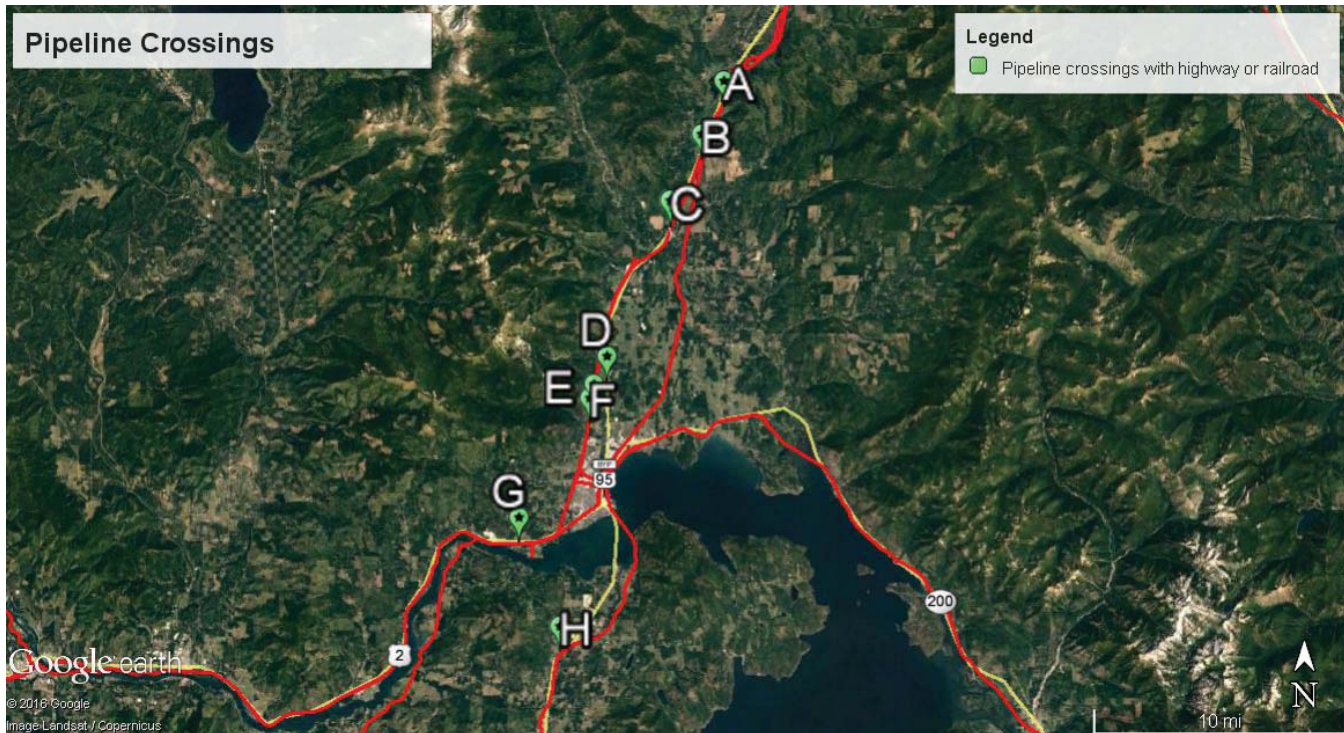 Pipeline Crossings
Legend
Pipeline crossings with highway or railroad
A
B
C
D
E
F
BYP
95
G
200
H
2
Google earth
© 2016 Google
Image Landsat / Copernicus
N
10 mi